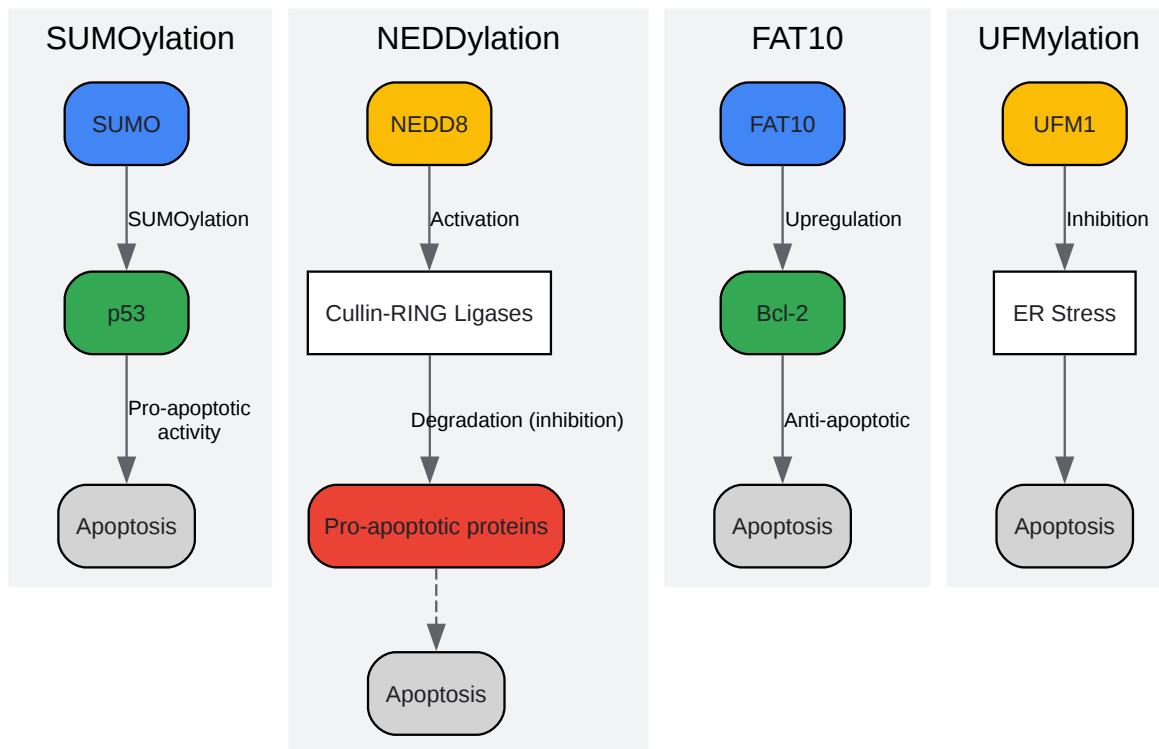 SUMOylation
SUMO
SUMOylation
p53
Pro-apoptotic
activity
Apoptosis
NEDDylation
NEDD8
Activation
Cullin-RING Ligases
Degradation (inhibition)
Pro-apoptotic proteins
Apoptosis
FAT10
FAT10
Upregulation
Bcl-2
Anti-apoptotic
Apoptosis
UFMylation
UFM1
Inhibition
ER Stress
Apoptosis